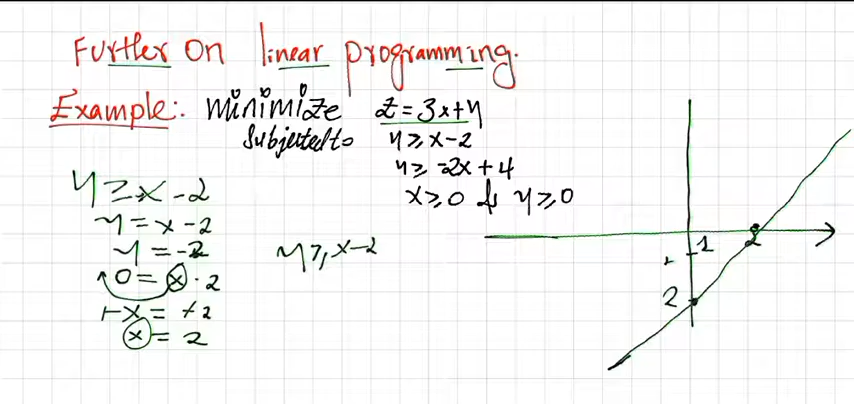 Further on linear programming.
Example: minimize z = 3x+y
Subjected to y ≥ x-2
y ≥ -2x + 4
x ≥ 0 & y ≥ 0
y ≥ x - 2
y = x - 2
y = -2
0 = x - 2
+x = +2
x = 2
y ≥ x-2
1
2
2